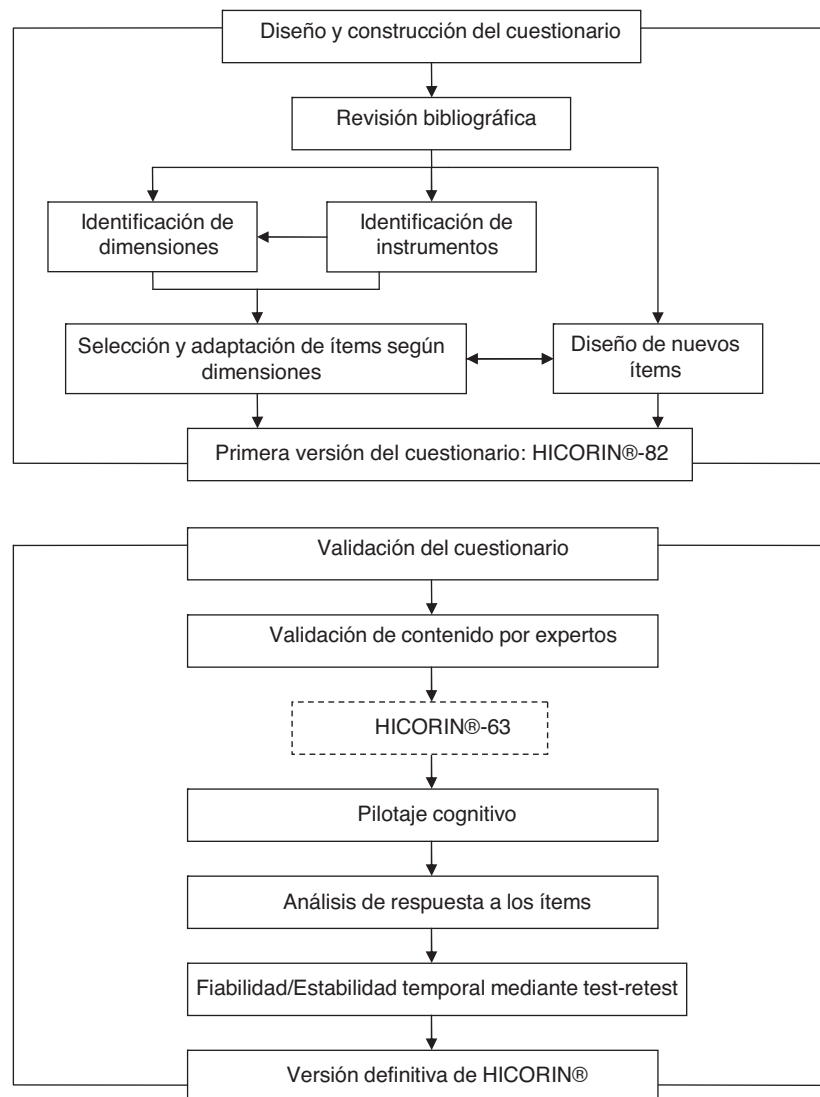 Diseño y construcción del cuestionario
Revisión bibliográfica
Identificación de
dimensiones
Identificación de
instrumentos
Selección y adaptación de ítems según
dimensiones
Diseño de nuevos
ítems
Primera versión del cuestionario: HICORIN®-82
Validación del cuestionario
Validación de contenido por expertos
HICORIN®-63
Pilotaje cognitivo
Análisis de respuesta a los ítems
Fiabilidad/Estabilidad temporal mediante test-retest
Versión definitiva de HICORIN®